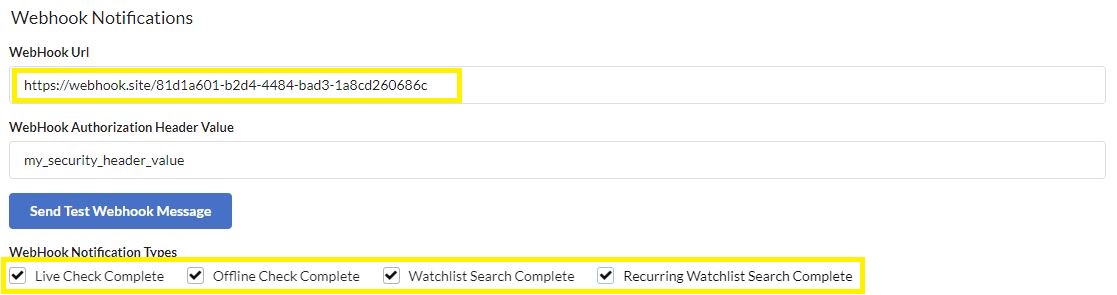 Webhook Notifications
WebHook Url
https://webhook.site/81d1a601-b2d4-4484-bad3-1a8cd260686c
WebHook Authorization Header Value
my_security_header_value
Send Test Webhook Message
WebHook Notification Types
Live Check Complete Offline Check Complete Watchlist Search Complete Recurring Watchlist Search Complete